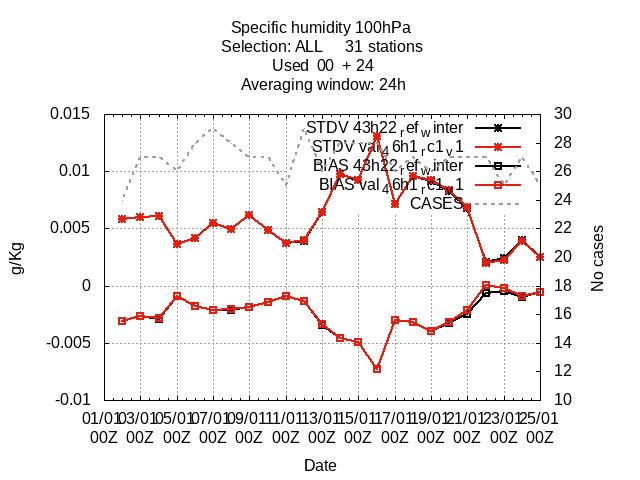 Specific humidity 100hPa
Selection: ALL 31 stations
Used 00 + 24
Averaging window: 24h
0.015
0.01
0.005
0
-0.005
-0.01
g/Kg
30
28
26
24
22
20
18
16
14
12
10
No cases
STDV 43h22_ref_winter
STDV val_46h1_rc1_v1
BIAS 43h22_ref_winter
BIAS val_46h1_rc1_v1
CASES
01/01 03/01 05/01 07/01 09/01 11/01 13/01 15/01 17/01 19/01 21/01 23/01 25/01
00Z 00Z 00Z 00Z 00Z 00Z 00Z 00Z 00Z 00Z 00Z 00Z 00Z
Date